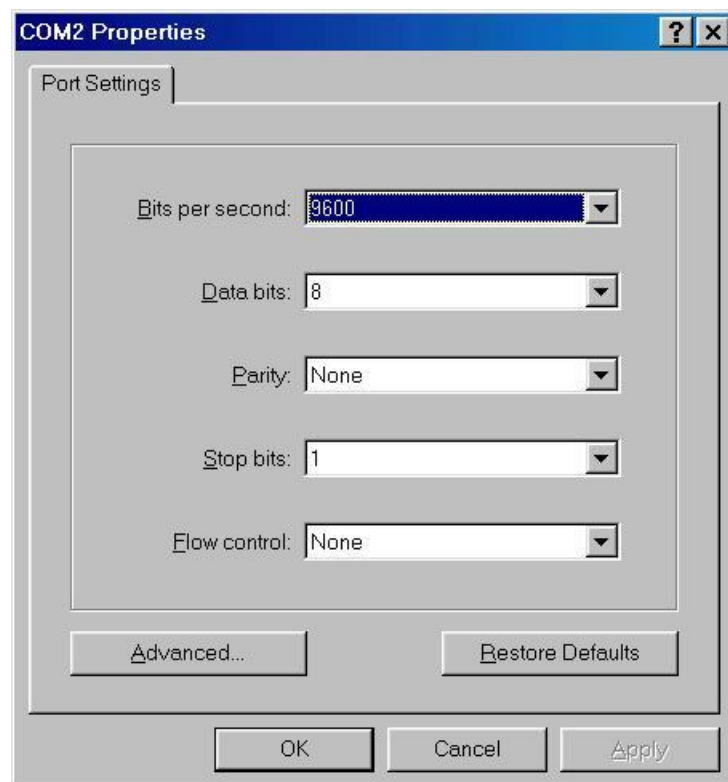 COM2 Properties
Port Settings
Bits per second: 9600
Data bits: 8
Parity: None
Stop bits: 1
Flow control: None
Advanced... Restore Defaults
OK Cancel Apply